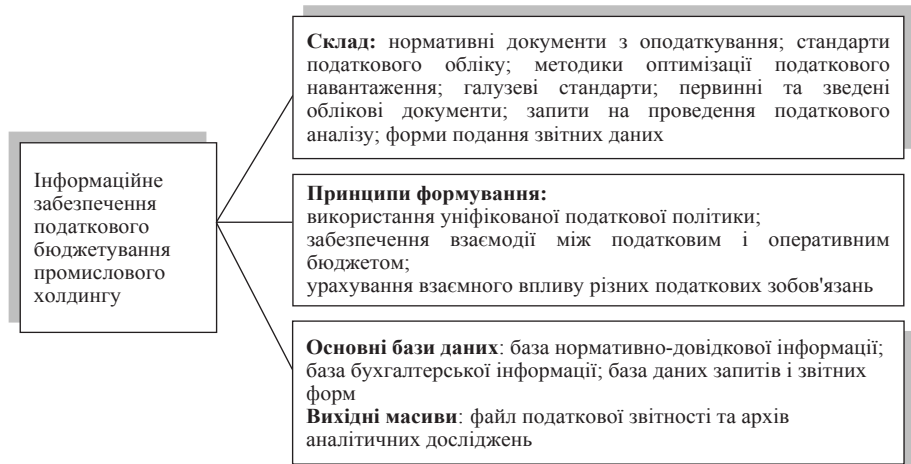 Склад: нормативні документи з оподаткування; стандарти
податкового обліку; методики оптимізації податкового
навантаження; галузеві стандарти; первинні та зведені
облікові документи; запити на проведення податкового
аналізу; форми подання звітних даних
Інформаційне
забезпечення
податкового
бюджетування
промислового
холдингу
Принципи формування:
використання уніфікованої податкової політики;
забезпечення взаємодії між податковим і оперативним
бюджетом;
урахування взаємного впливу різних податкових зобов'язань
Основні бази даних: база нормативно-довідкової інформації;
база бухгалтерської інформації; база даних запитів і звітних
форм
Вихідні масиви: файл податкової звітності та архів
аналітичних досліджень